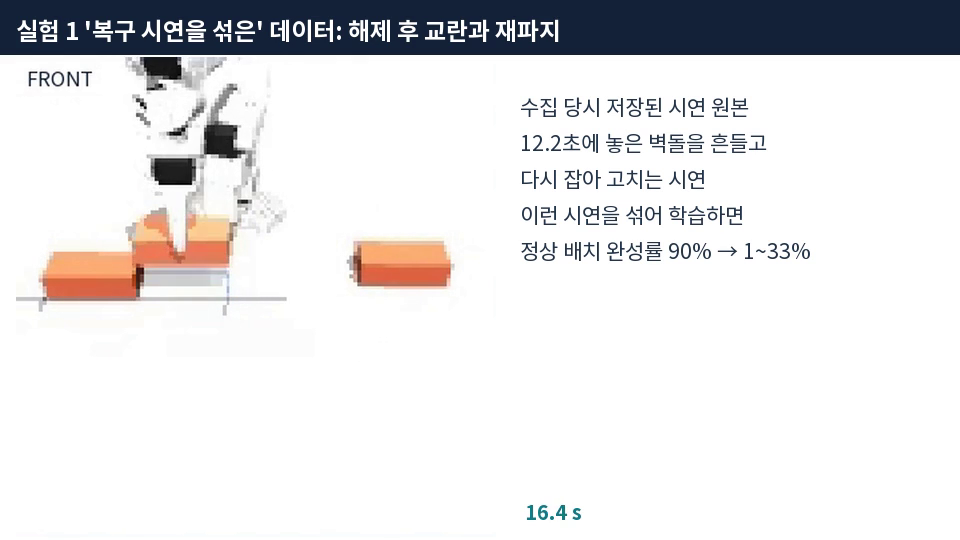 실험 1 '복구 시연을 섞은' 데이터: 해제 후 교란과 재파지
FRONT
수집 당시 저장된 시연 원본
12.2초에 놓은 벽돌을 흔들고
다시 잡아 고치는 시연
이런 시연을 섞어 학습하면
정상 배치 완성률 90% → 1~33%
16.4 s